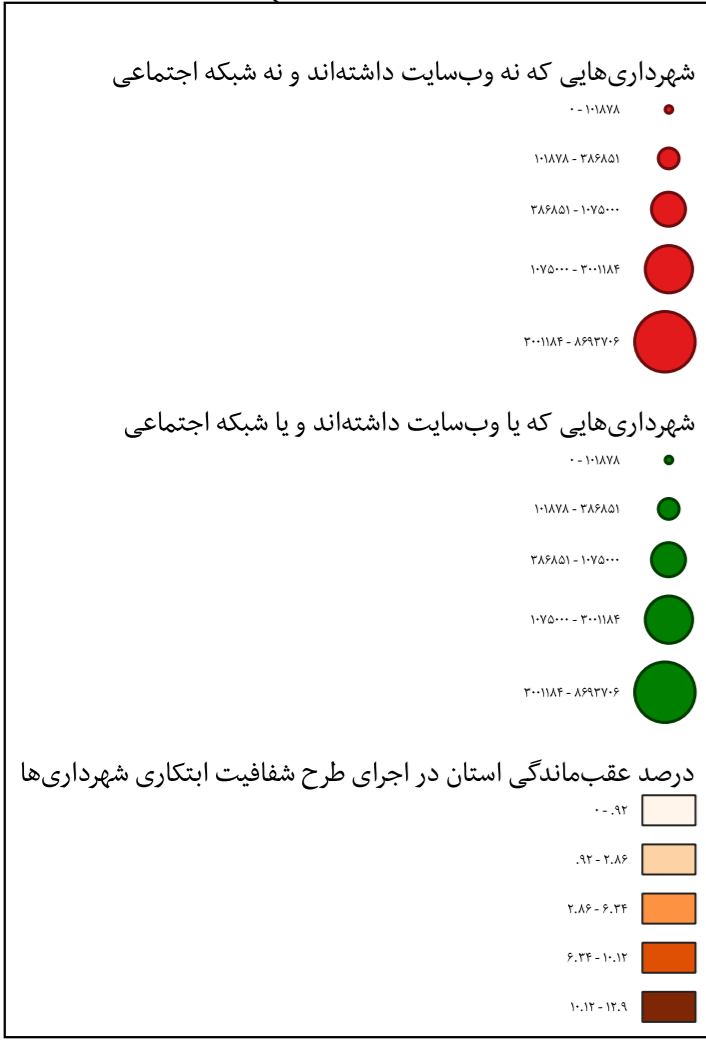 شهرداری‌هایی که نه وب‌سایت داشته‌اند و نه شبکه اجتماعی
۰ - ۱۰۱۸۷۸
۱۰۱۸۷۸ - ۳۸۶۸۵۱
۳۸۶۸۵۱ - ۱۰۷۵۰۰۰
۱۰۷۵۰۰۰ - ۳۰۰۱۱۸۴
۳۰۰۱۱۸۴ - ۸۶۹۳۷۰۶
شهرداری‌هایی که یا وب‌سایت داشته‌اند و یا شبکه اجتماعی
۰ - ۱۰۱۸۷۸
۱۰۱۸۷۸ - ۳۸۶۸۵۱
۳۸۶۸۵۱ - ۱۰۷۵۰۰۰
۱۰۷۵۰۰۰ - ۳۰۰۱۱۸۴
۳۰۰۱۱۸۴ - ۸۶۹۳۷۰۶
درصد عقب‌ماندگی استان در اجرای طرح شفافیت ابتکاری شهرداری‌ها
۰ - .۹۲
.۹۲ - ۲.۸۶
۲.۸۶ - ۶.۳۴
۶.۳۴ - ۱۰.۱۲
۱۰.۱۲ - ۱۲.۹